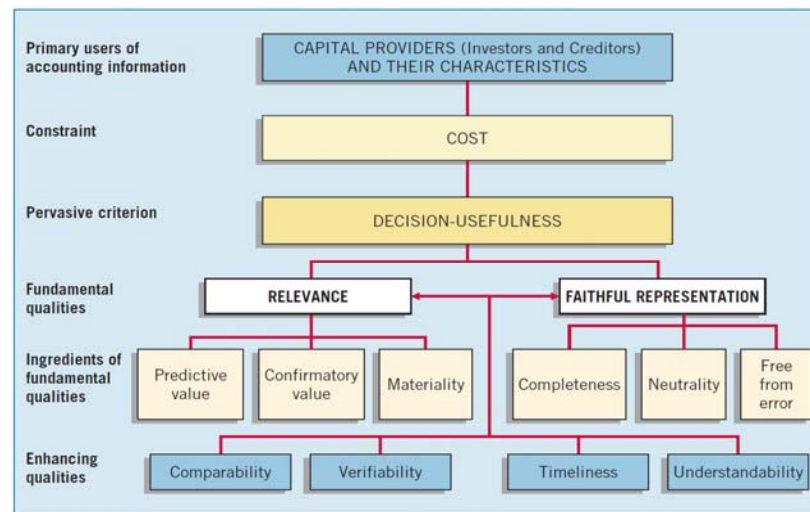 Primary users of
accounting information
CAPITAL PROVIDERS (Investors and Creditors)
AND THEIR CHARACTERISTICS
Constraint
COST
Pervasive criterion
DECISION-USEFULNESS
Fundamental
qualities
RELEVANCE
FAITHFUL REPRESENTATION
Ingredients of
fundamental
qualities
Predictive
value
Confirmatory
value
Materiality
Completeness
Neutrality
Free
from
error
Enhancing
qualities
Comparability
Verifiability
Timeliness
Understandability